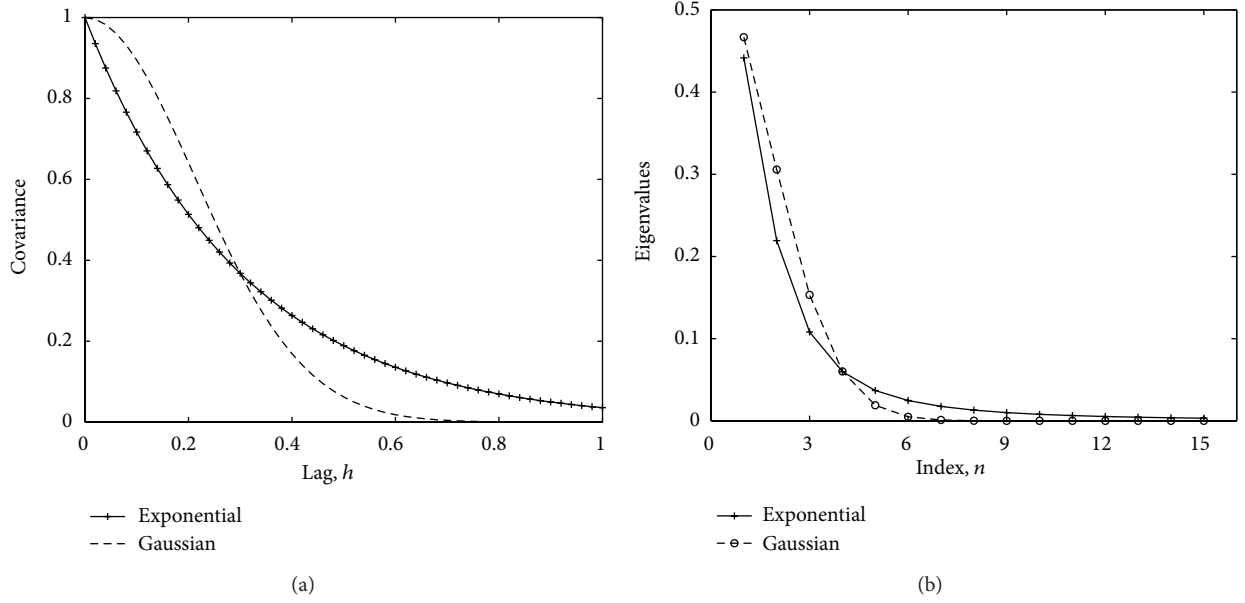 1
0.8
0.6
0.4
0.2
0
Covariance
0 0.2 0.4 0.6 0.8 1
Lag, h
Exponential
Gaussian
(a)
0.5
0.4
0.3
0.2
0.1
0
Eigenvalues
0 3 6 9 12 15
Index, n
Exponential
Gaussian
(b)